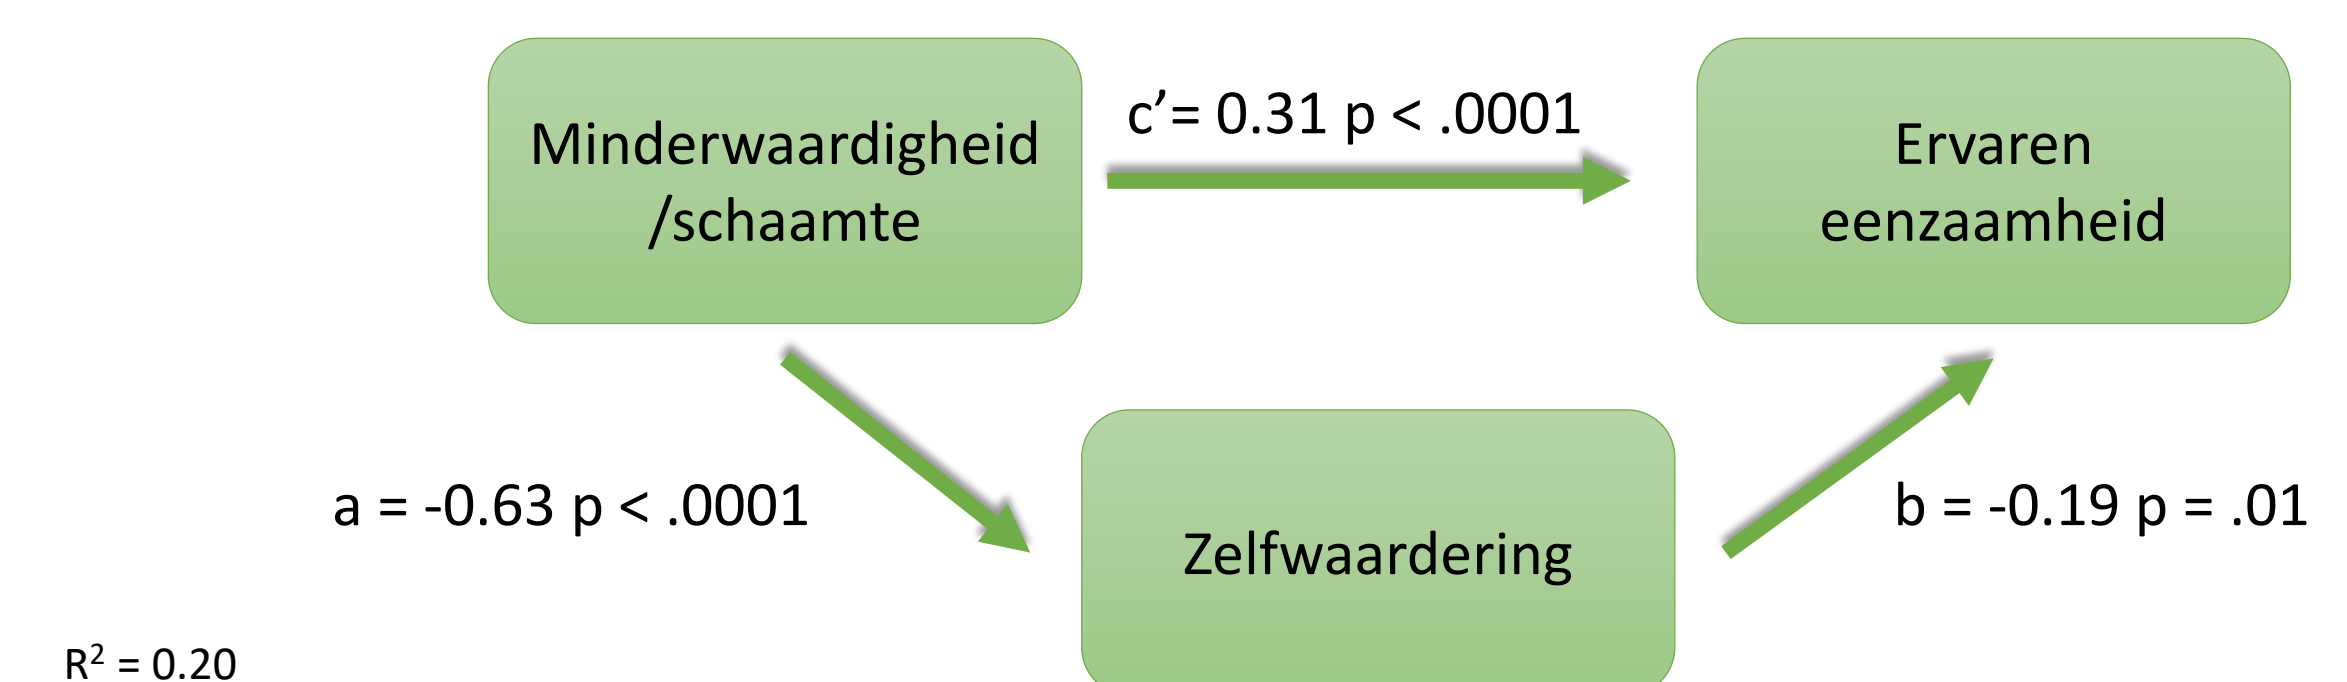 Minderwaardigheid
/schaamte
c’= 0.31 p < .0001
Ervaren
eenzaamheid
a = -0.63 p < .0001
Zelfwaardering
b = -0.19 p = .01
R² = 0.20